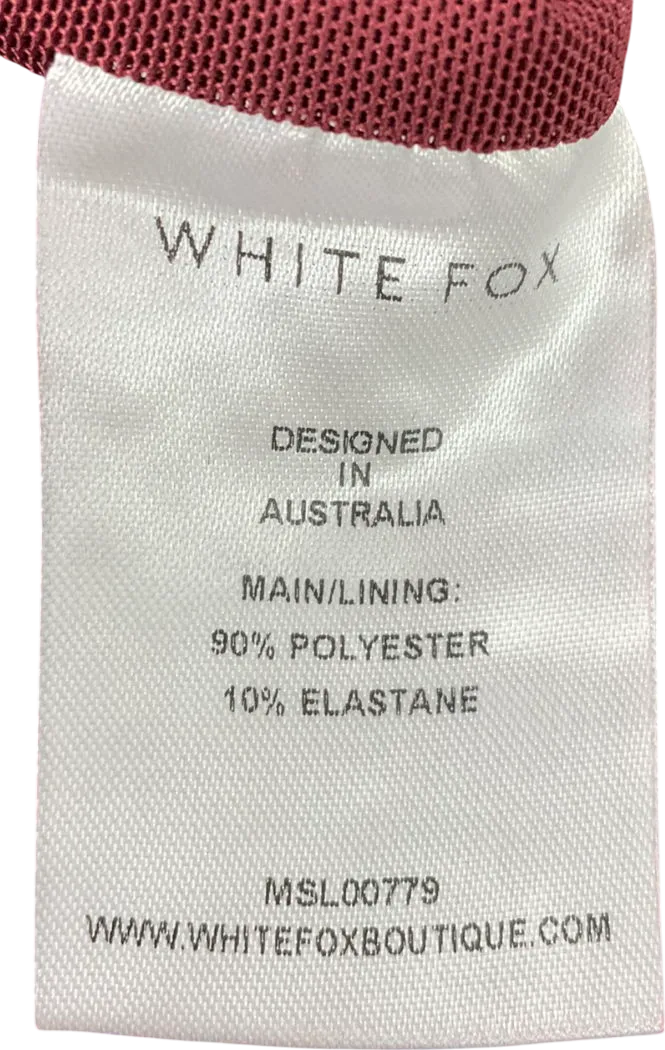 WHITE FOX
DESIGNED
IN
AUSTRALIA
MAIN/LINING:
90% POLYESTER
10% ELASTANE
MSL00779
WWW.WHITEFOXBOUTIQUE.COM